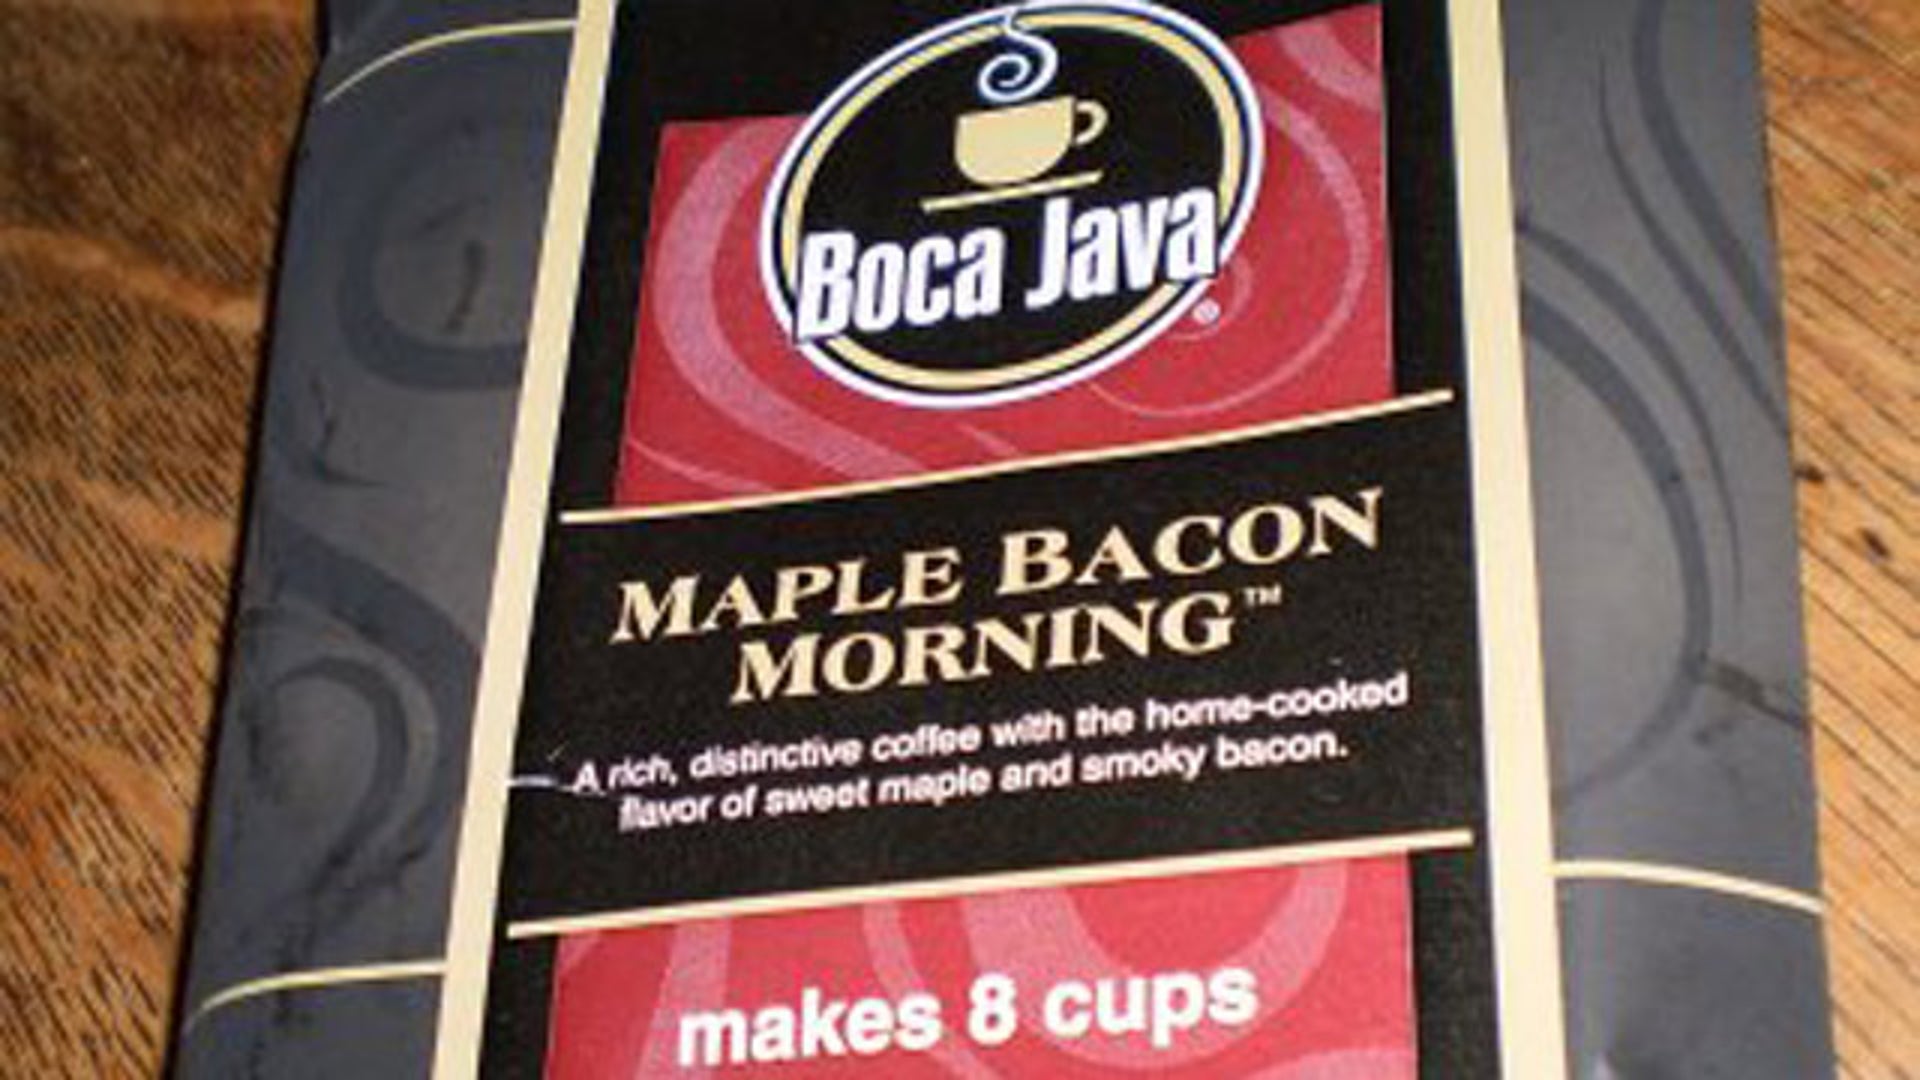 Boca Java®
MAPLE BACON
MORNING™
A rich, distinctive coffee with the home-cooked
flavor of sweet maple and smoky bacon.
makes 8 cups